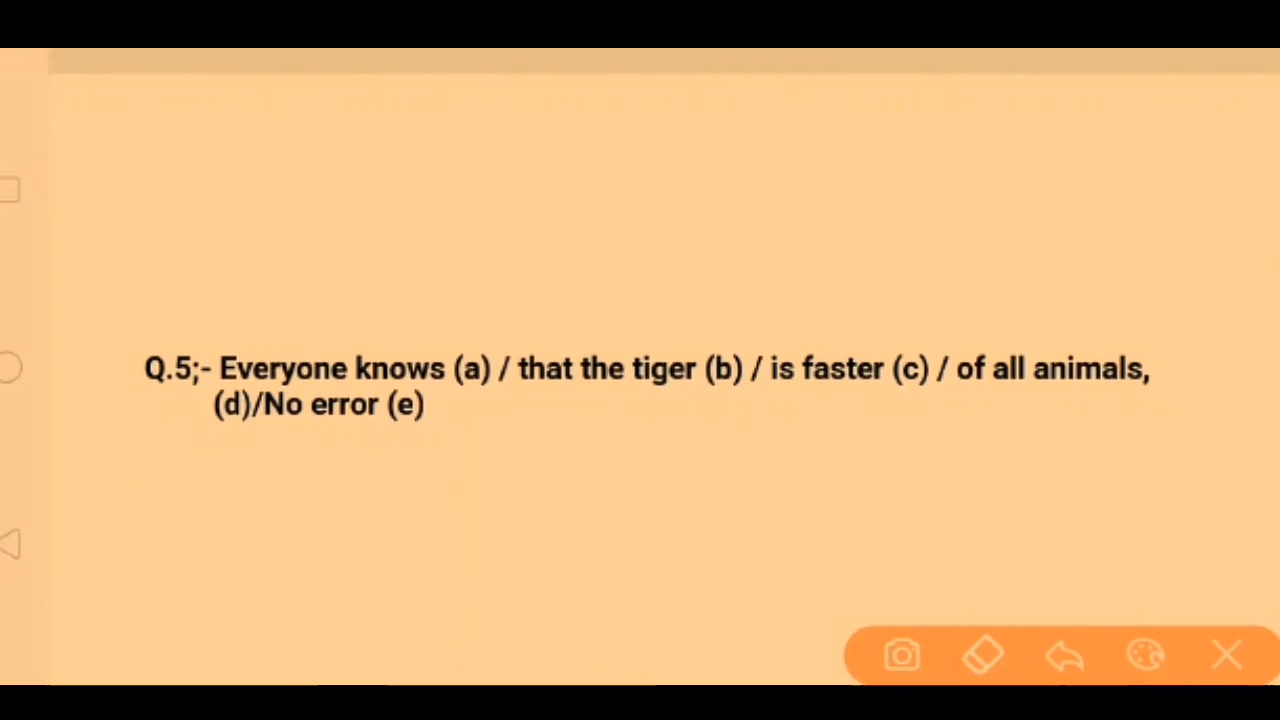 Q.5;- Everyone knows (a) / that the tiger (b) / is faster (c) / of all animals,
(d)/No error (e)